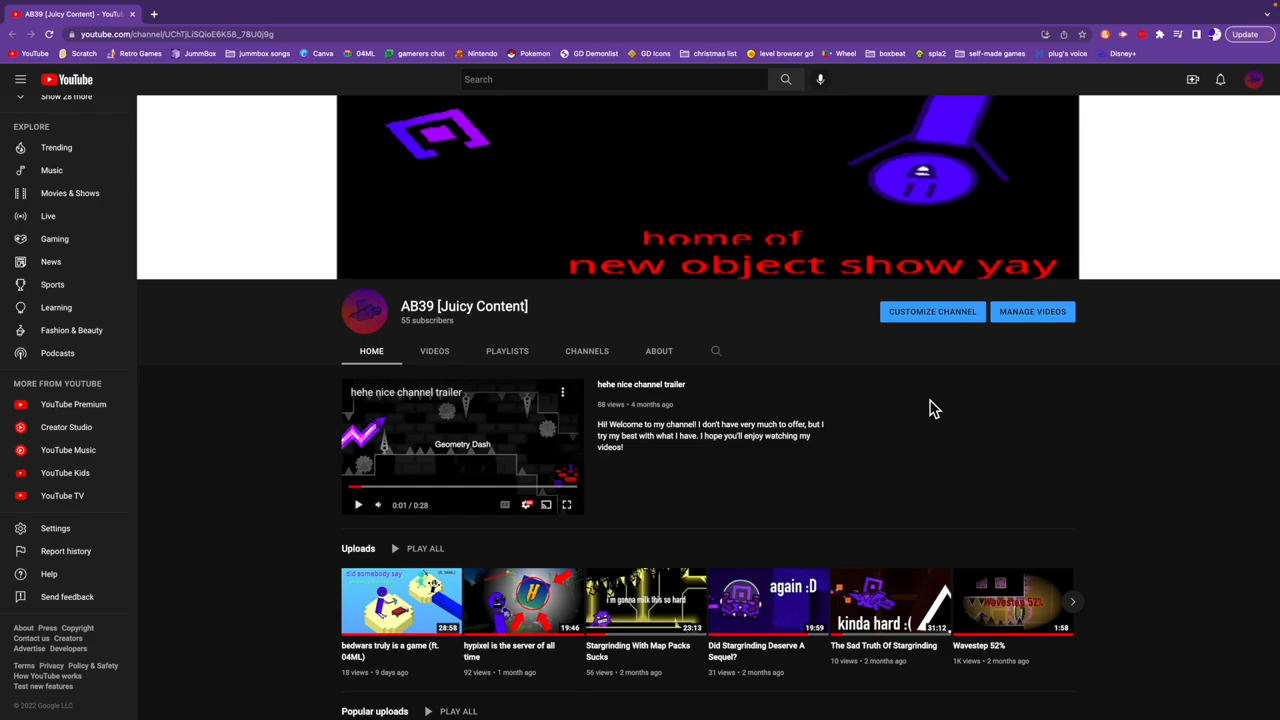 AB39 [Juicy Content] - YouTu
youtube.com/channel/UChTjLiSQioE6K58_78U0j9g
Update
YouTube
Scratch
Retro Games
JummBox
jummbox songs
Canva
04ML
gamerers chat
Nintendo
Pokemon
GD Demonlist
GD Icons
christmas list
level browser gd
Wheel
boxbeat
spla2
self-made games
plug's voice
Disney+
YouTube
Search
Show 28 more
EXPLORE
Trending
Music
Movies & Shows
Live
Gaming
News
Sports
Learning
Fashion & Beauty
Podcasts
MORE FROM YOUTUBE
YouTube Premium
Creator Studio
YouTube Music
YouTube Kids
YouTube TV
Settings
Report history
Help
Send feedback
About Press Copyright
Contact us Creators
Advertise Developers
Terms Privacy Policy & Safety
How YouTube works
Test new features
© 2022 Google LLC
home of
new object show yay
AB39 [Juicy Content]
55 subscribers
CUSTOMIZE CHANNEL
MANAGE VIDEOS
HOME
VIDEOS
PLAYLISTS
CHANNELS
ABOUT
hehe nice channel trailer
Geometry Dash
0:01 / 0:28
hehe nice channel trailer
88 views • 4 months ago
Hi! Welcome to my channel! I don't have very much to offer, but I
try my best with what I have. I hope you'll enjoy watching my
videos!
Uploads
PLAY ALL
did somebody say
28:58
bedwars truly is a game (ft.
04ML)
18 views • 9 days ago
H
19:46
hypixel is the server of all
time
92 views • 1 month ago
i'm gonna milk this so hard
23:13
Stargrinding With Map Packs
Sucks
56 views • 2 months ago
again :D
19:59
Did Stargrinding Deserve A
Sequel?
31 views • 2 months ago
kinda hard :(
31:12
The Sad Truth Of Stargrinding
10 views • 2 months ago
Wavestep 52%
1:58
Wavestep 52%
1K views • 2 months ago
Popular uploads
PLAY ALL